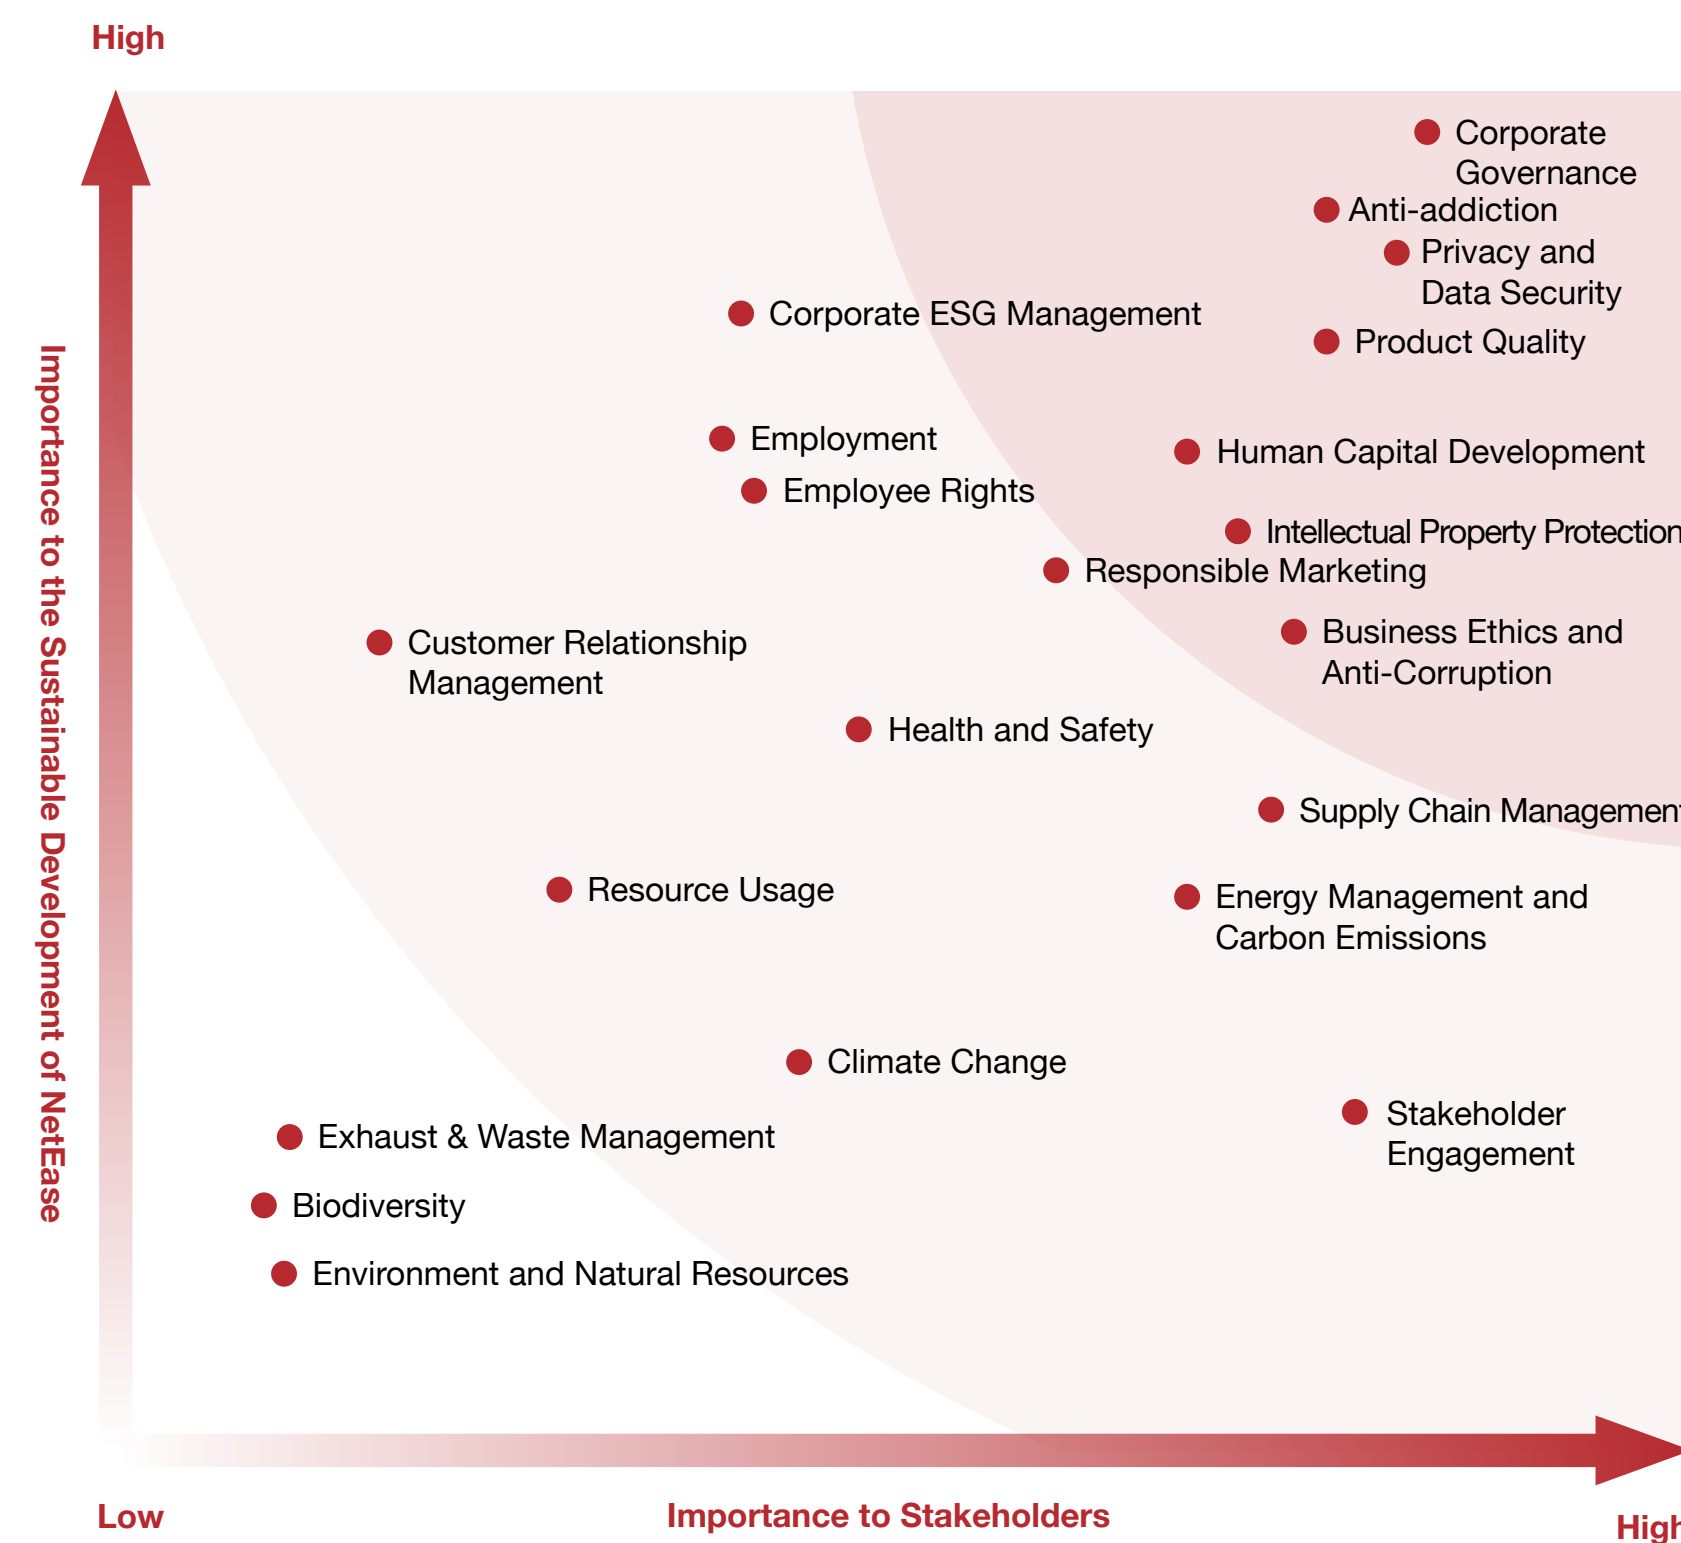 High
Importance to the Sustainable Development of NetEase
Corporate
Governance
Anti-addiction
Privacy and
Data Security
Corporate ESG Management
Product Quality
Employment
Human Capital Development
Employee Rights
Intellectual Property Protection
Responsible Marketing
Business Ethics and
Anti-Corruption
Customer Relationship
Management
Health and Safety
Supply Chain Management
Resource Usage
Energy Management and
Carbon Emissions
Climate Change
Stakeholder
Engagement
Exhaust & Waste Management
Biodiversity
Environment and Natural Resources
Low
Importance to Stakeholders
High